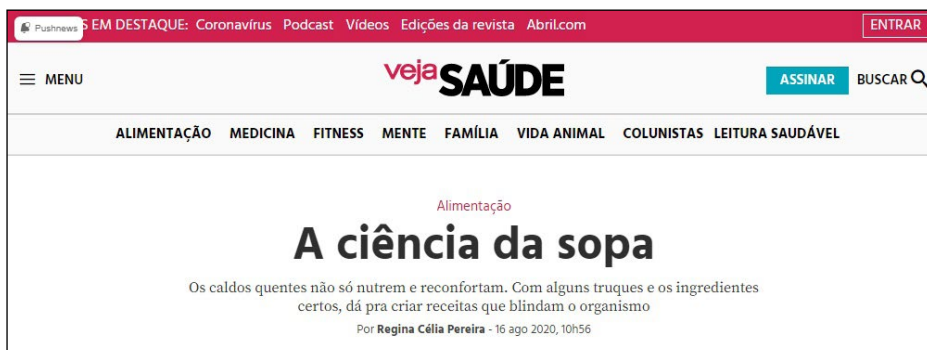 Pushnews S EM DESTAQUE: Coronavírus Podcast Vídeos Edições da revista Abril.com ENTRAR
MENU veja SAÚDE ASSINAR BUSCAR
ALIMENTAÇÃO MEDICINA FITNESS MENTE FAMÍLIA VIDA ANIMAL COLUNISTAS LEITURA SAUDÁVEL
Alimentação
A ciência da sopa
Os caldos quentes não só nutrem e reconfortam. Com alguns truques e os ingredientes
certos, dá pra criar receitas que blindam o organismo
Por Regina Célia Pereira - 16 ago 2020, 10h56